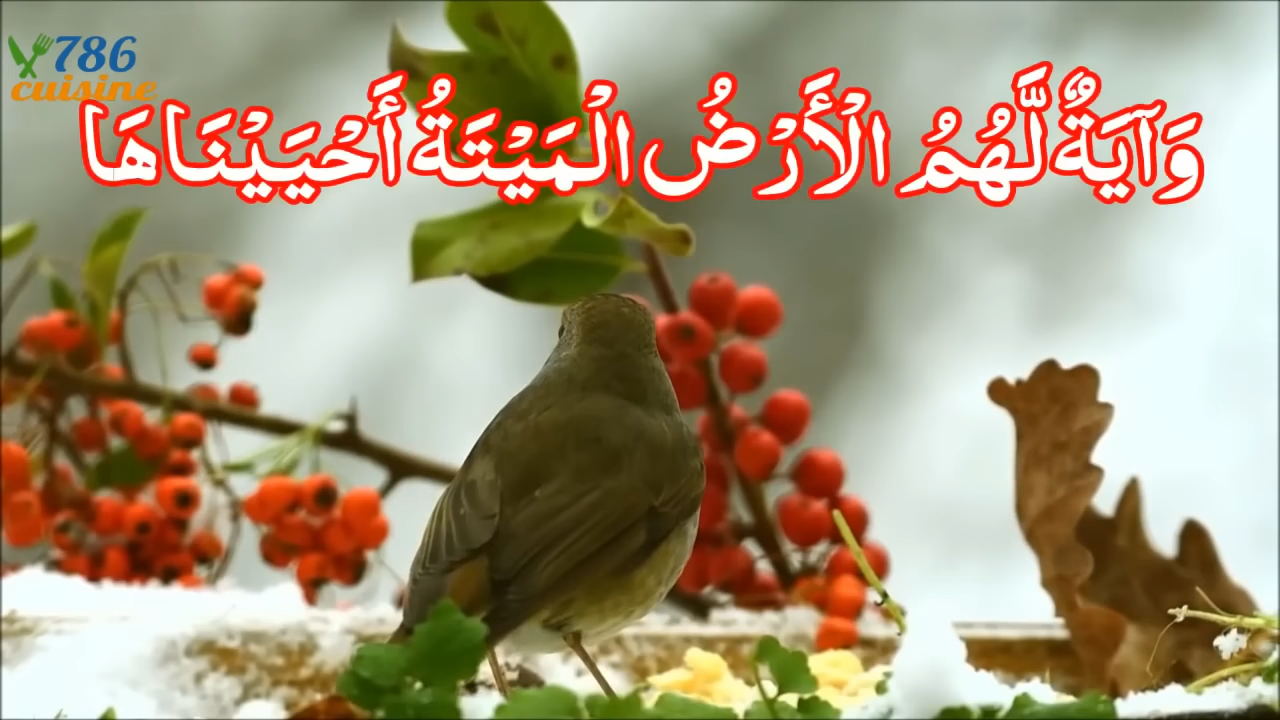 786
cuisine
وَآيَةٌ لَّهُمُ الْأَرْضُ الْمَيْتَةُ أَحْيَيْنَاهَا